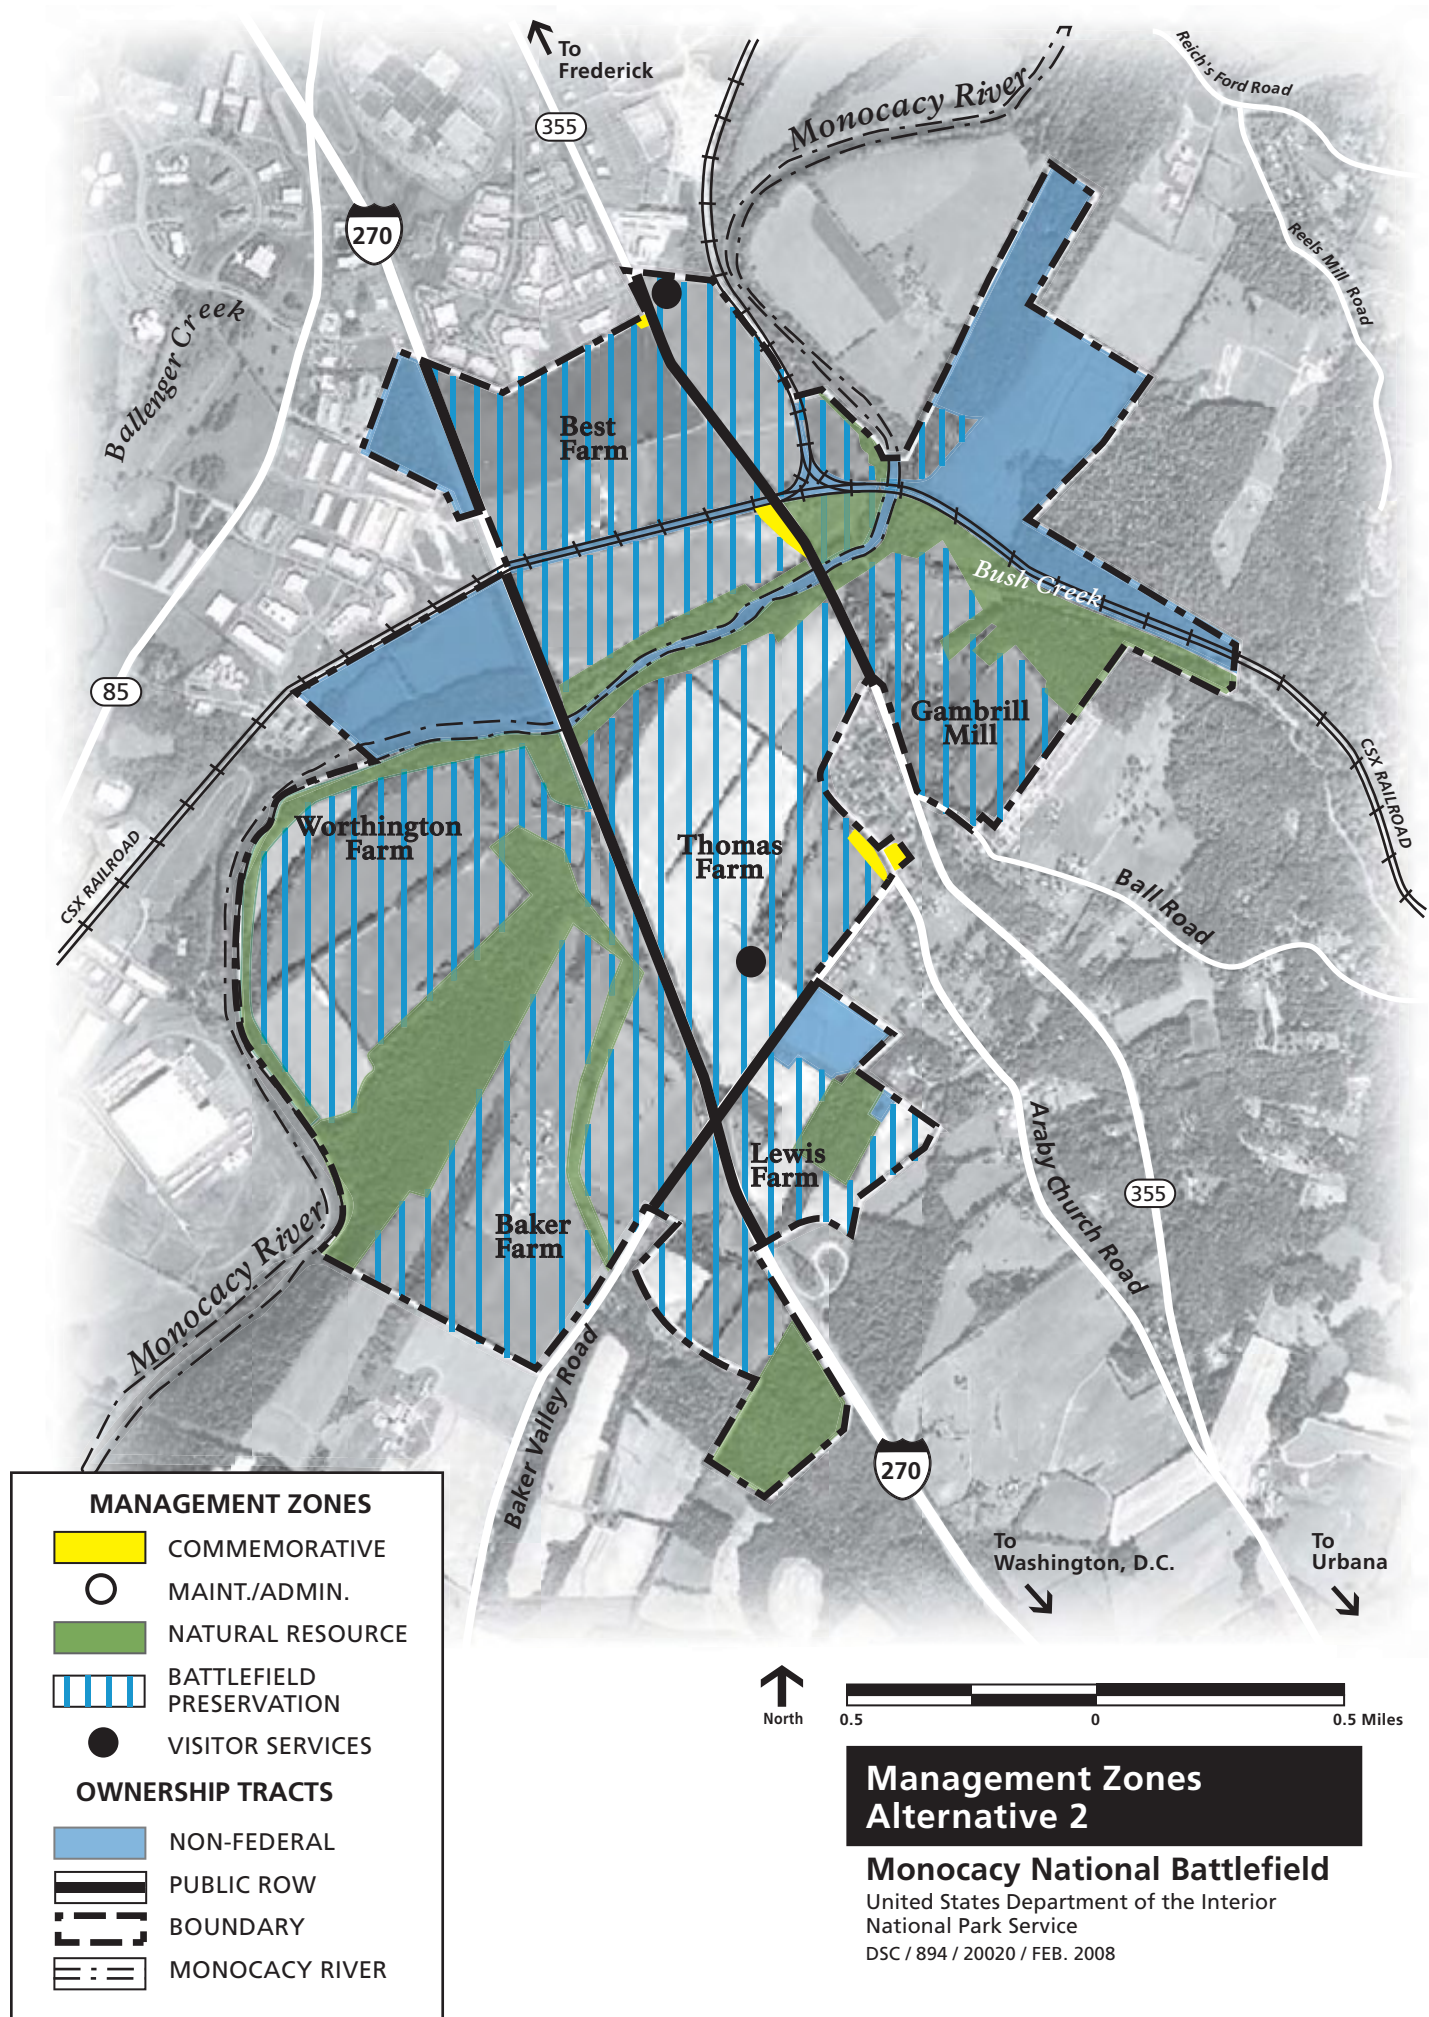 To
Frederick
355
Monocacy River
Reich's Ford Road
270
Reels Mill Road
Ballenger Creek
Best
Farm
Bush Creek
85
Gambrill
Mill
CSX RAILROAD
Worthington
Farm
Thomas
Farm
CSX RAILROAD
Ball Road
Araby Church Road
Lewis
Farm
355
Baker
Farm
Monocacy River
Baker Valley Road
270
To
Washington, D.C.
To
Urbana
MANAGEMENT ZONES
COMMEMORATIVE
MAINT./ADMIN.
NATURAL RESOURCE
BATTLEFIELD
PRESERVATION
VISITOR SERVICES
OWNERSHIP TRACTS
NON-FEDERAL
PUBLIC ROW
BOUNDARY
MONOCACY RIVER
North
0.5 0 0.5 Miles
Management Zones
Alternative 2
Monocacy National Battlefield
United States Department of the Interior
National Park Service
DSC / 894 / 20020 / FEB. 2008